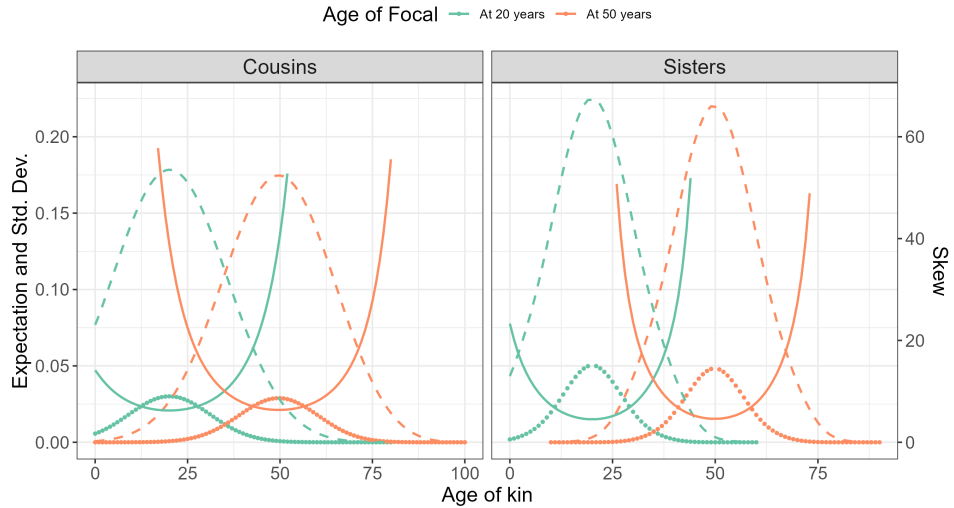 Age of Focal At 20 years At 50 years
Cousins Sisters
Expectation and Std. Dev.
0.20
0.15
0.10
0.05
0.00
60
40
20
0
Skew
0 25 50 75 100 0 25 50 75
Age of kin